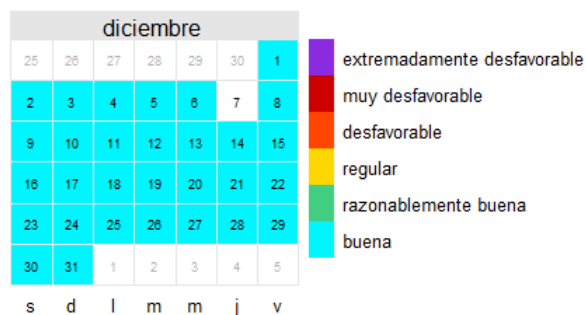 diciembre
25 26 27 28 29 30 1
2 3 4 5 6 7 8
9 10 11 12 13 14 15
16 17 18 19 20 21 22
23 24 25 26 27 28 29
30 31 1 2 3 4 5
s d l m m j v
extremadamente desfavorable
muy desfavorable
desfavorable
regular
razonablemente buena
buena